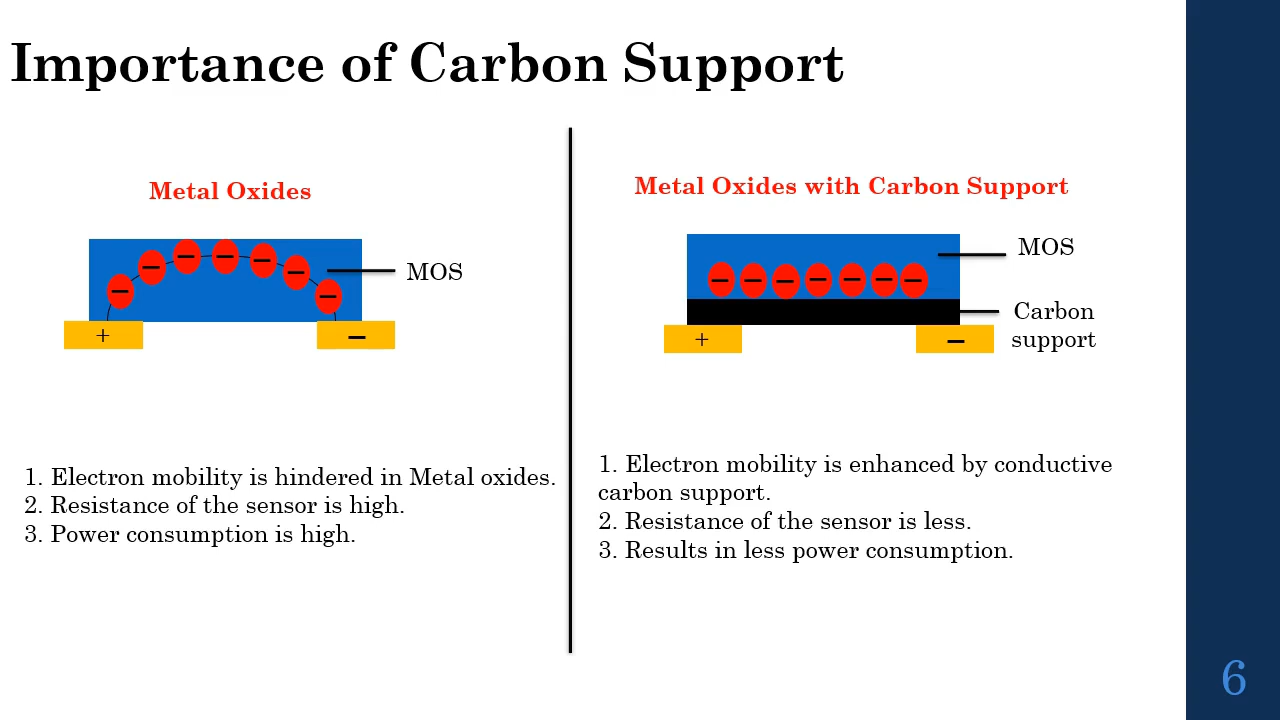 Importance of Carbon Support
Metal Oxides
MOS
+
−
− − − − − − −
1. Electron mobility is hindered in Metal oxides.
2. Resistance of the sensor is high.
3. Power consumption is high.
Metal Oxides with Carbon Support
MOS
− − − − − − −
Carbon
support
+
−
1. Electron mobility is enhanced by conductive
carbon support.
2. Resistance of the sensor is less.
3. Results in less power consumption.
6